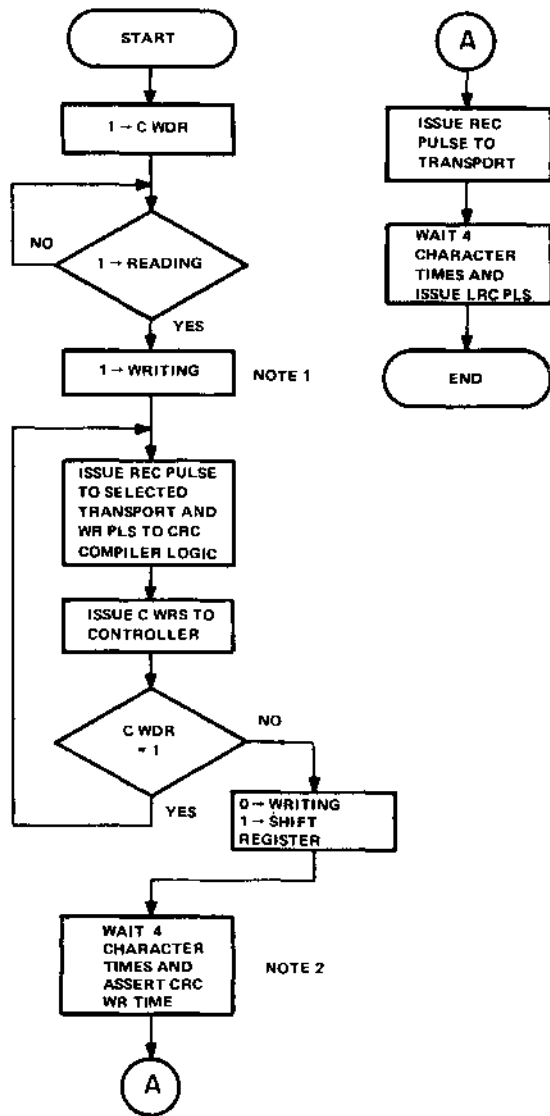 START
1 → C WDR
NO
1 → READING
YES
1 → WRITING
NOTE 1
ISSUE REC PULSE
TO SELECTED
TRANSPORT AND
WR PLS TO CRC
COMPILER LOGIC
ISSUE C WRS TO
CONTROLLER
C WDR
= 1
NO
YES
0 → WRITING
1 → SHIFT
REGISTER
WAIT 4
CHARACTER
TIMES AND
ASSERT CRC
WR TIME
NOTE 2
A
A
ISSUE REC
PULSE TO
TRANSPORT
WAIT 4
CHARACTER
TIMES AND
ISSUE LRC PLS
END